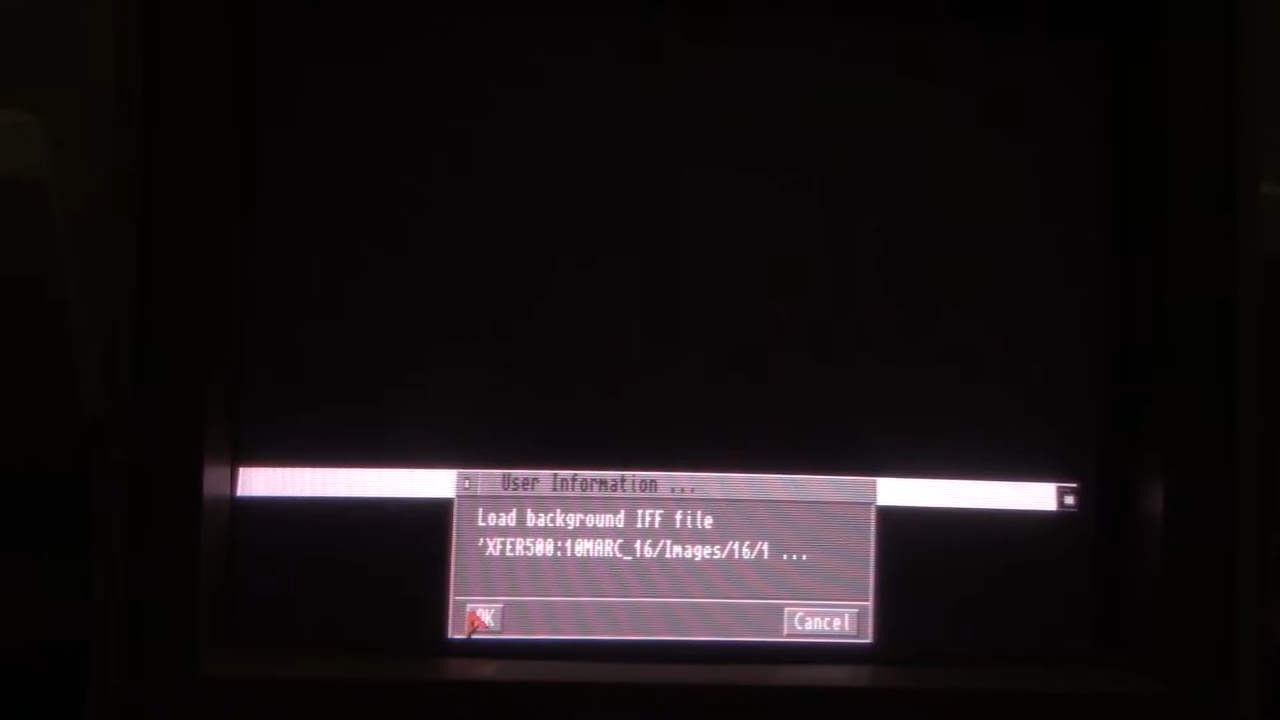 User Information ...
Load background IFF file
'XFER500:10MARC_16/Images/16/1 ...
OK
Cancel